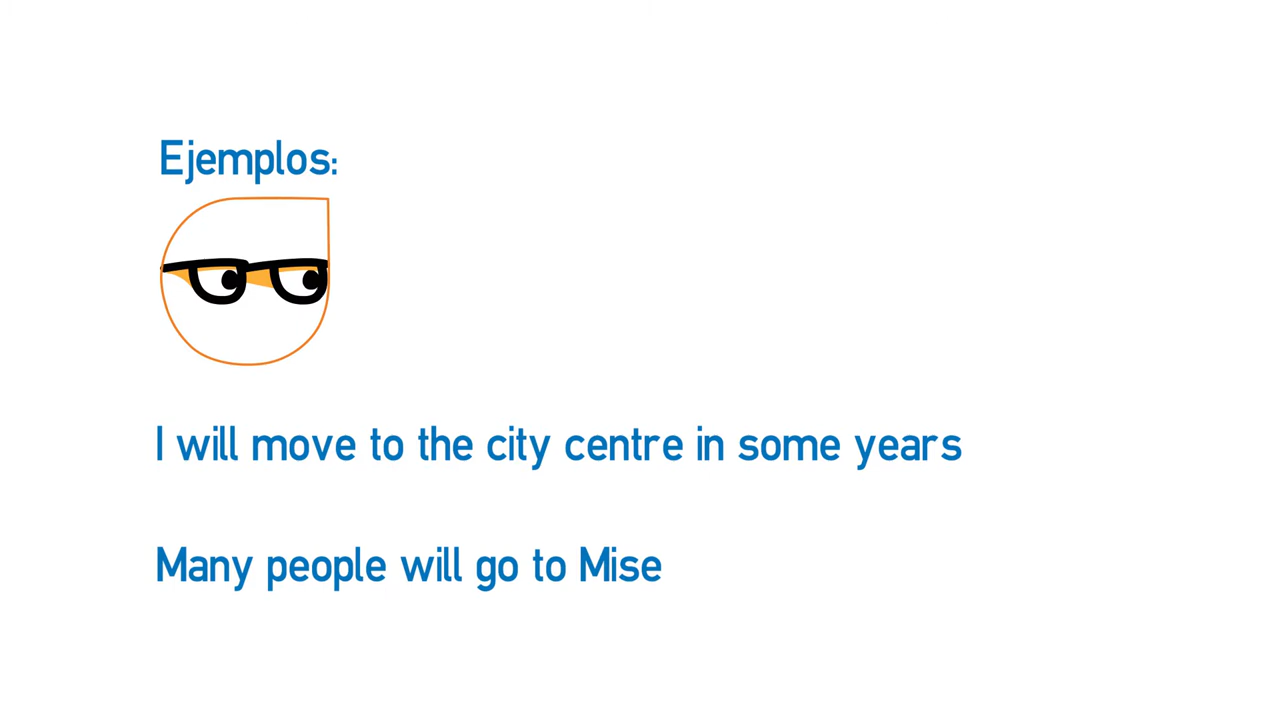 Ejemplos:
I will move to the city centre in some years
Many people will go to Mise